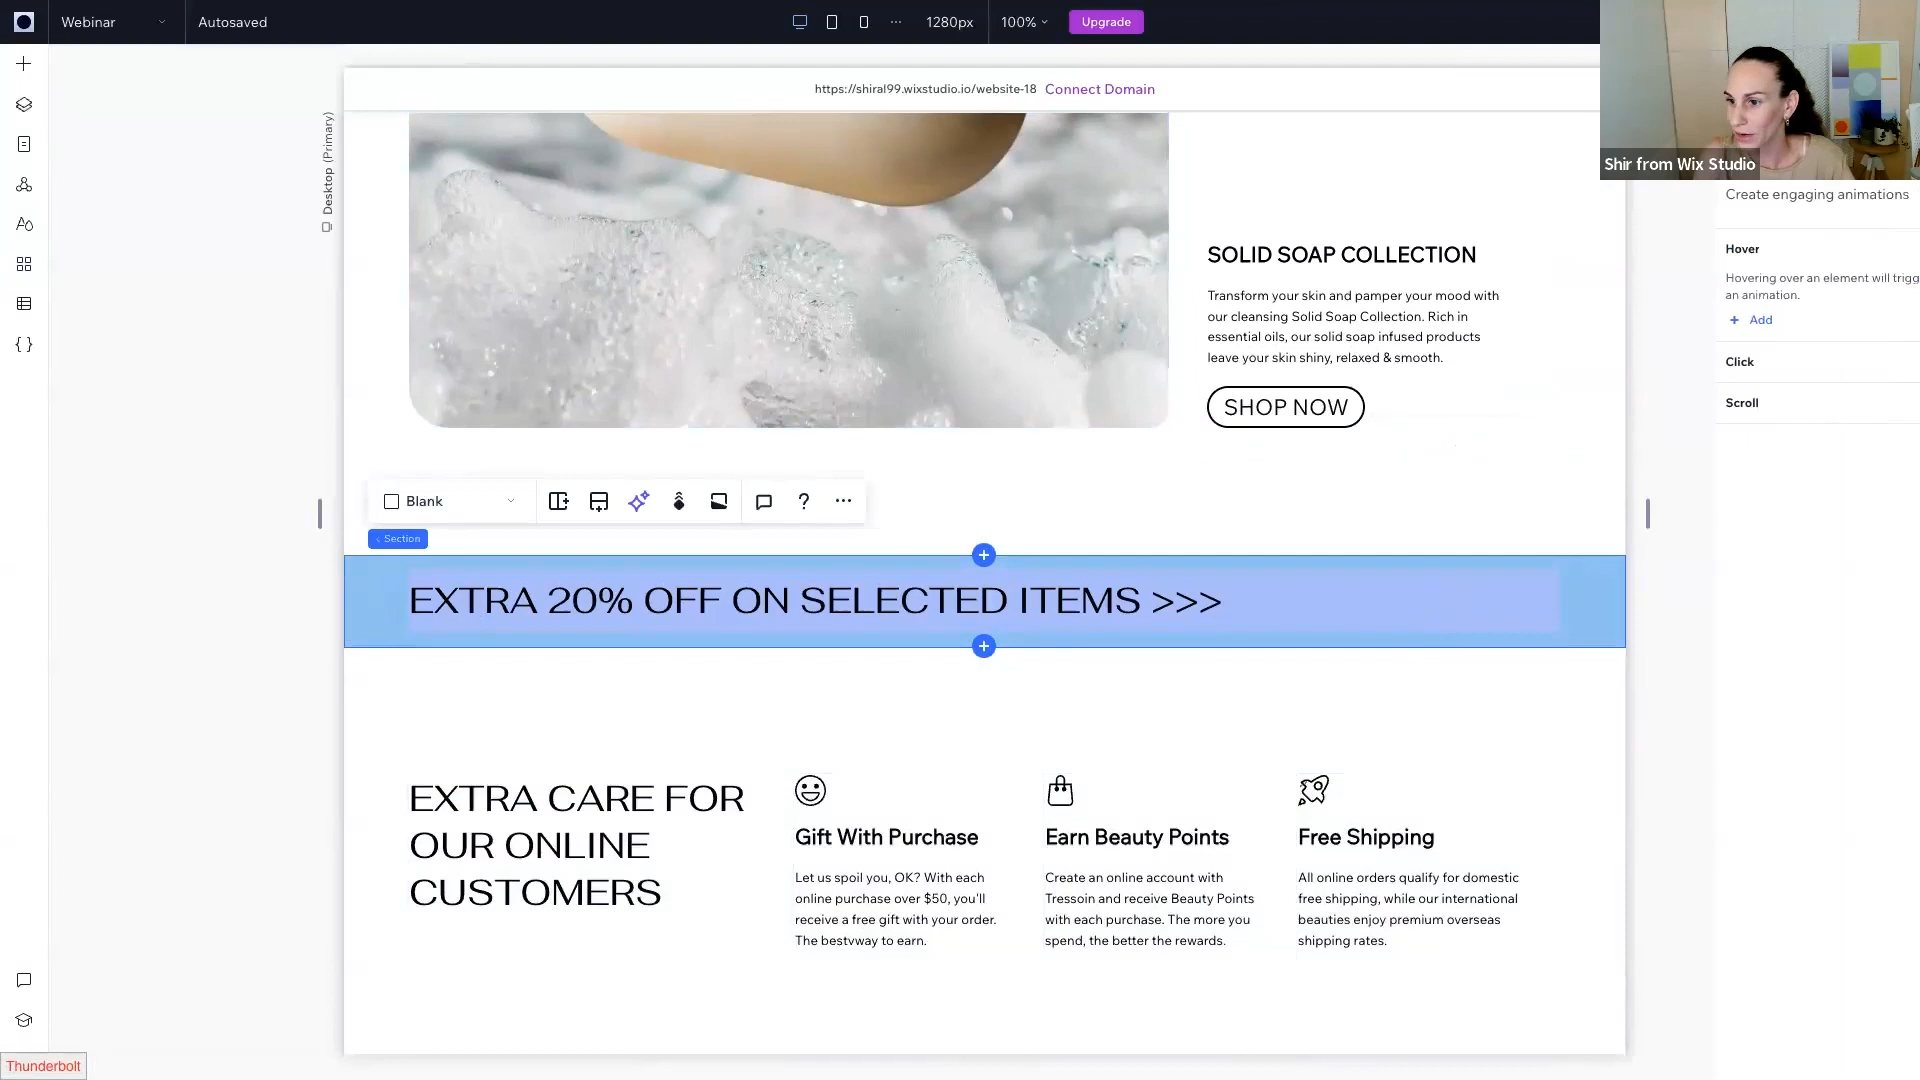 Webinar
Autosaved
1280px
100%
Upgrade
https://shiral99.wixstudio.io/website-18 Connect Domain
Desktop (Primary)
Shir from Wix Studio
Create engaging animations
Hover
Hovering over an element will trigg
an animation.
+ Add
Click
Scroll
SOLID SOAP COLLECTION
Transform your skin and pamper your mood with
our cleansing Solid Soap Collection. Rich in
essential oils, our solid soap infused products
leave your skin shiny, relaxed & smooth.
SHOP NOW
Blank
?
‹ Section
EXTRA 20% OFF ON SELECTED ITEMS >>>
EXTRA CARE FOR
OUR ONLINE
CUSTOMERS
Gift With Purchase
Let us spoil you, OK? With each
online purchase over $50, you'll
receive a free gift with your order.
The bestvway to earn.
Earn Beauty Points
Create an online account with
Tressoin and receive Beauty Points
with each purchase. The more you
spend, the better the rewards.
Free Shipping
All online orders qualify for domestic
free shipping, while our international
beauties enjoy premium overseas
shipping rates.
Thunderbolt